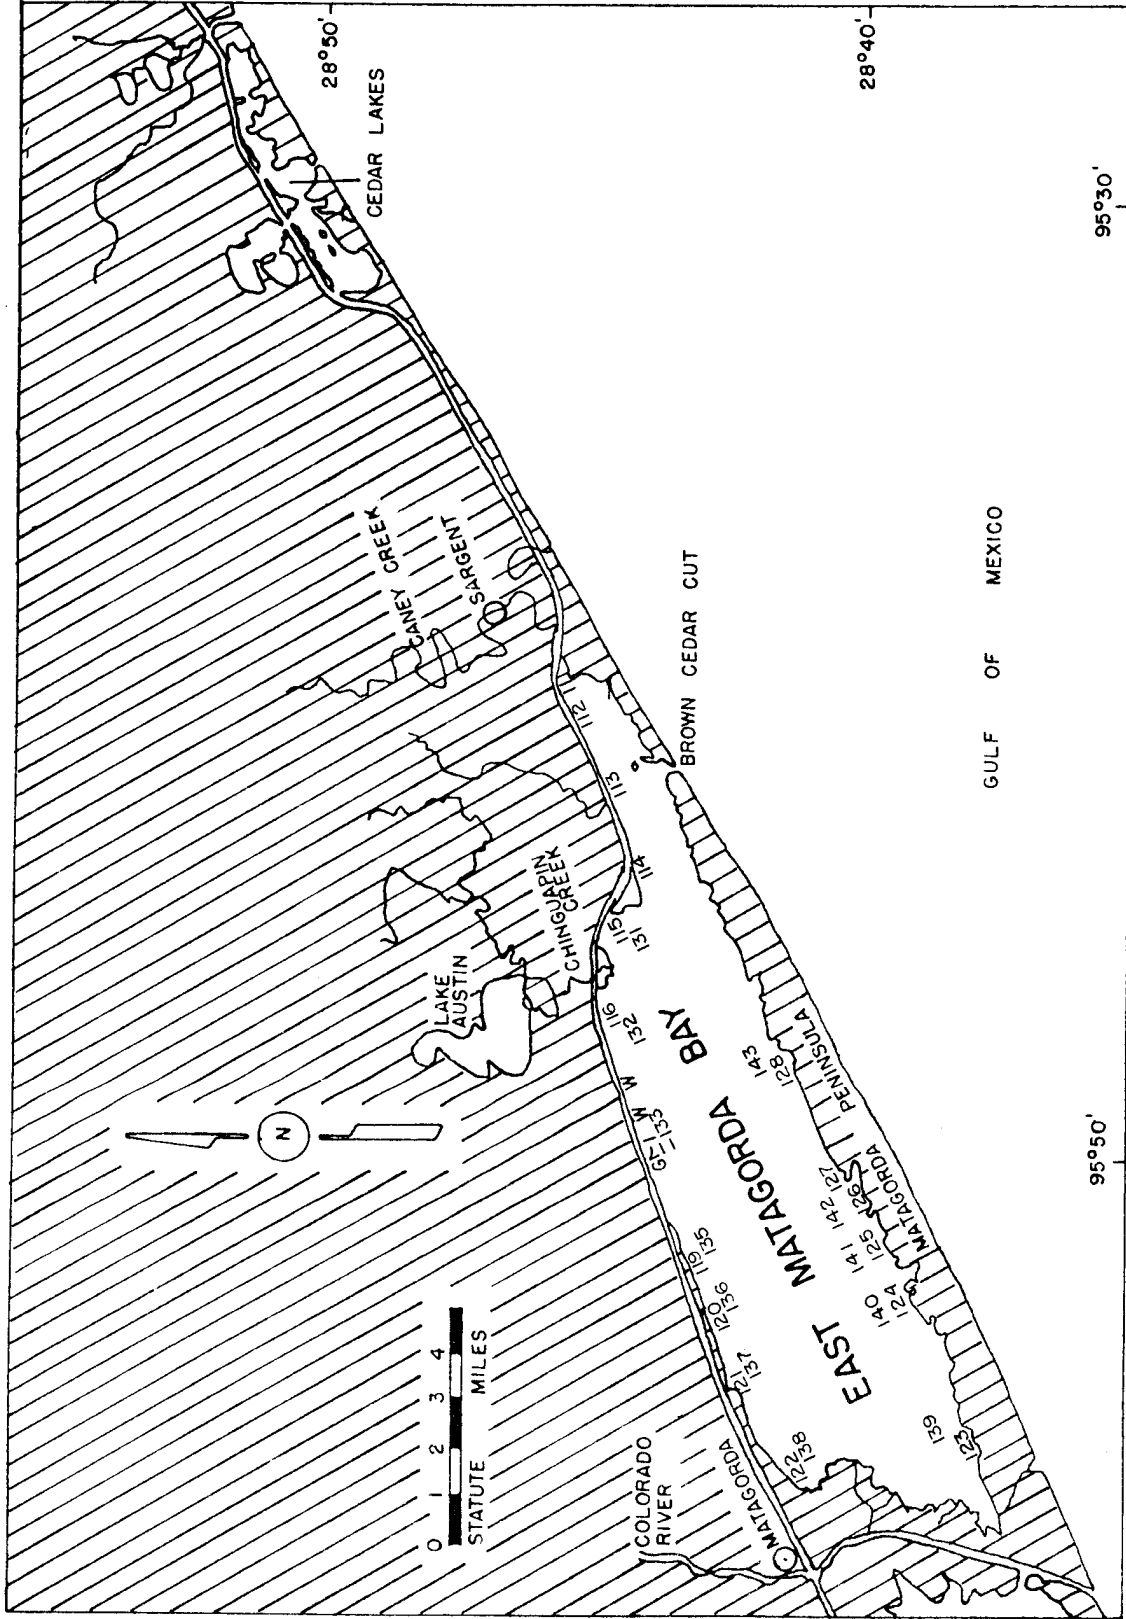 28°50'
28°40'
95°30'
95°50'
CEDAR LAKES
CANEY CREEK
SARGENT
BROWN CEDAR CUT
GULF OF MEXICO
CHINGUAPIN
CREEK
LAKE
AUSTIN
N
G-I W W
EAST MATAGORDA BAY
MATAGORDA PENINSULA
COLORADO
RIVER
MATAGORDA
0 1 2 3 4
STATUTE MILES
112
113
114
115
131
116
132
133
119
135
120
136
121
137
122
138
139
123
140
124
141
125
142
126
127
143
128